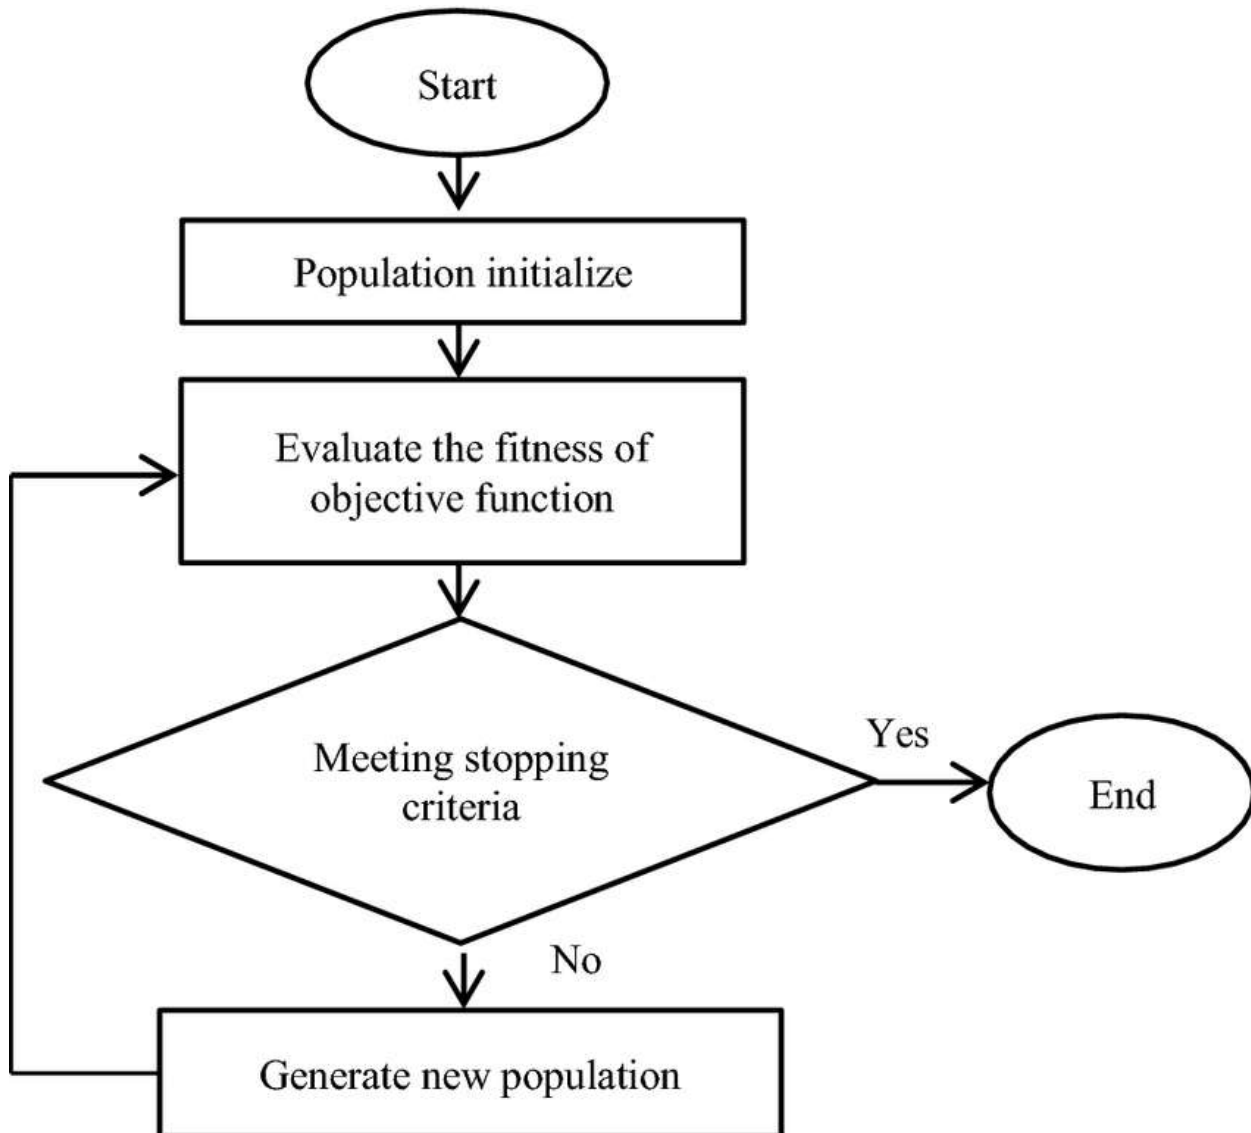 Start
Population initialize
Evaluate the fitness of
objective function
Meeting stopping
criteria
Yes
End
No
Generate new population